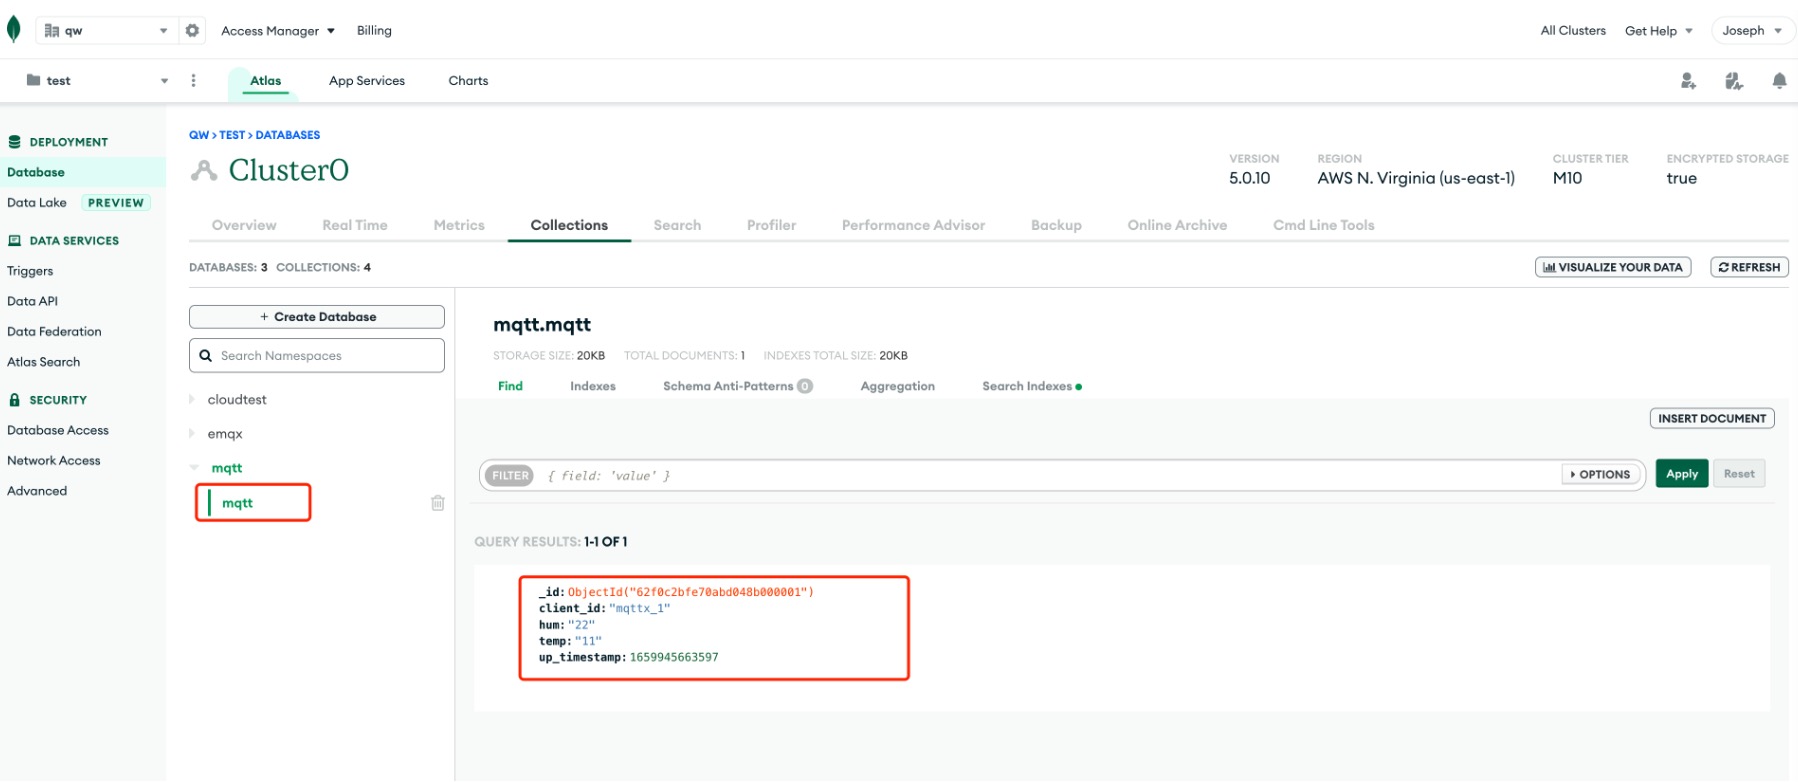 qw
Access Manager
Billing
All Clusters
Get Help
Joseph
test
Atlas
App Services
Charts
DEPLOYMENT
Database
Data Lake PREVIEW
DATA SERVICES
Triggers
Data API
Data Federation
Atlas Search
SECURITY
Database Access
Network Access
Advanced
QW > TEST > DATABASES
Cluster0
VERSION
5.0.10
REGION
AWS N. Virginia (us-east-1)
CLUSTER TIER
M10
ENCRYPTED STORAGE
true
Overview
Real Time
Metrics
Collections
Search
Profiler
Performance Advisor
Backup
Online Archive
Cmd Line Tools
DATABASES: 3 COLLECTIONS: 4
VISUALIZE YOUR DATA
REFRESH
+ Create Database
Search Namespaces
cloudtest
emqx
mqtt
mqtt
mqtt.mqtt
STORAGE SIZE: 20KB TOTAL DOCUMENTS: 1 INDEXES TOTAL SIZE: 20KB
Find
Indexes
Schema Anti-Patterns 0
Aggregation
Search Indexes
INSERT DOCUMENT
FILTER { field: 'value' }
OPTIONS
Apply
Reset
QUERY RESULTS: 1-1 OF 1
_id: ObjectId("62f0c2bfe70abd048b000001")
client_id: "mqttx_1"
hum: "22"
temp: "11"
up_timestamp: 1659945663597